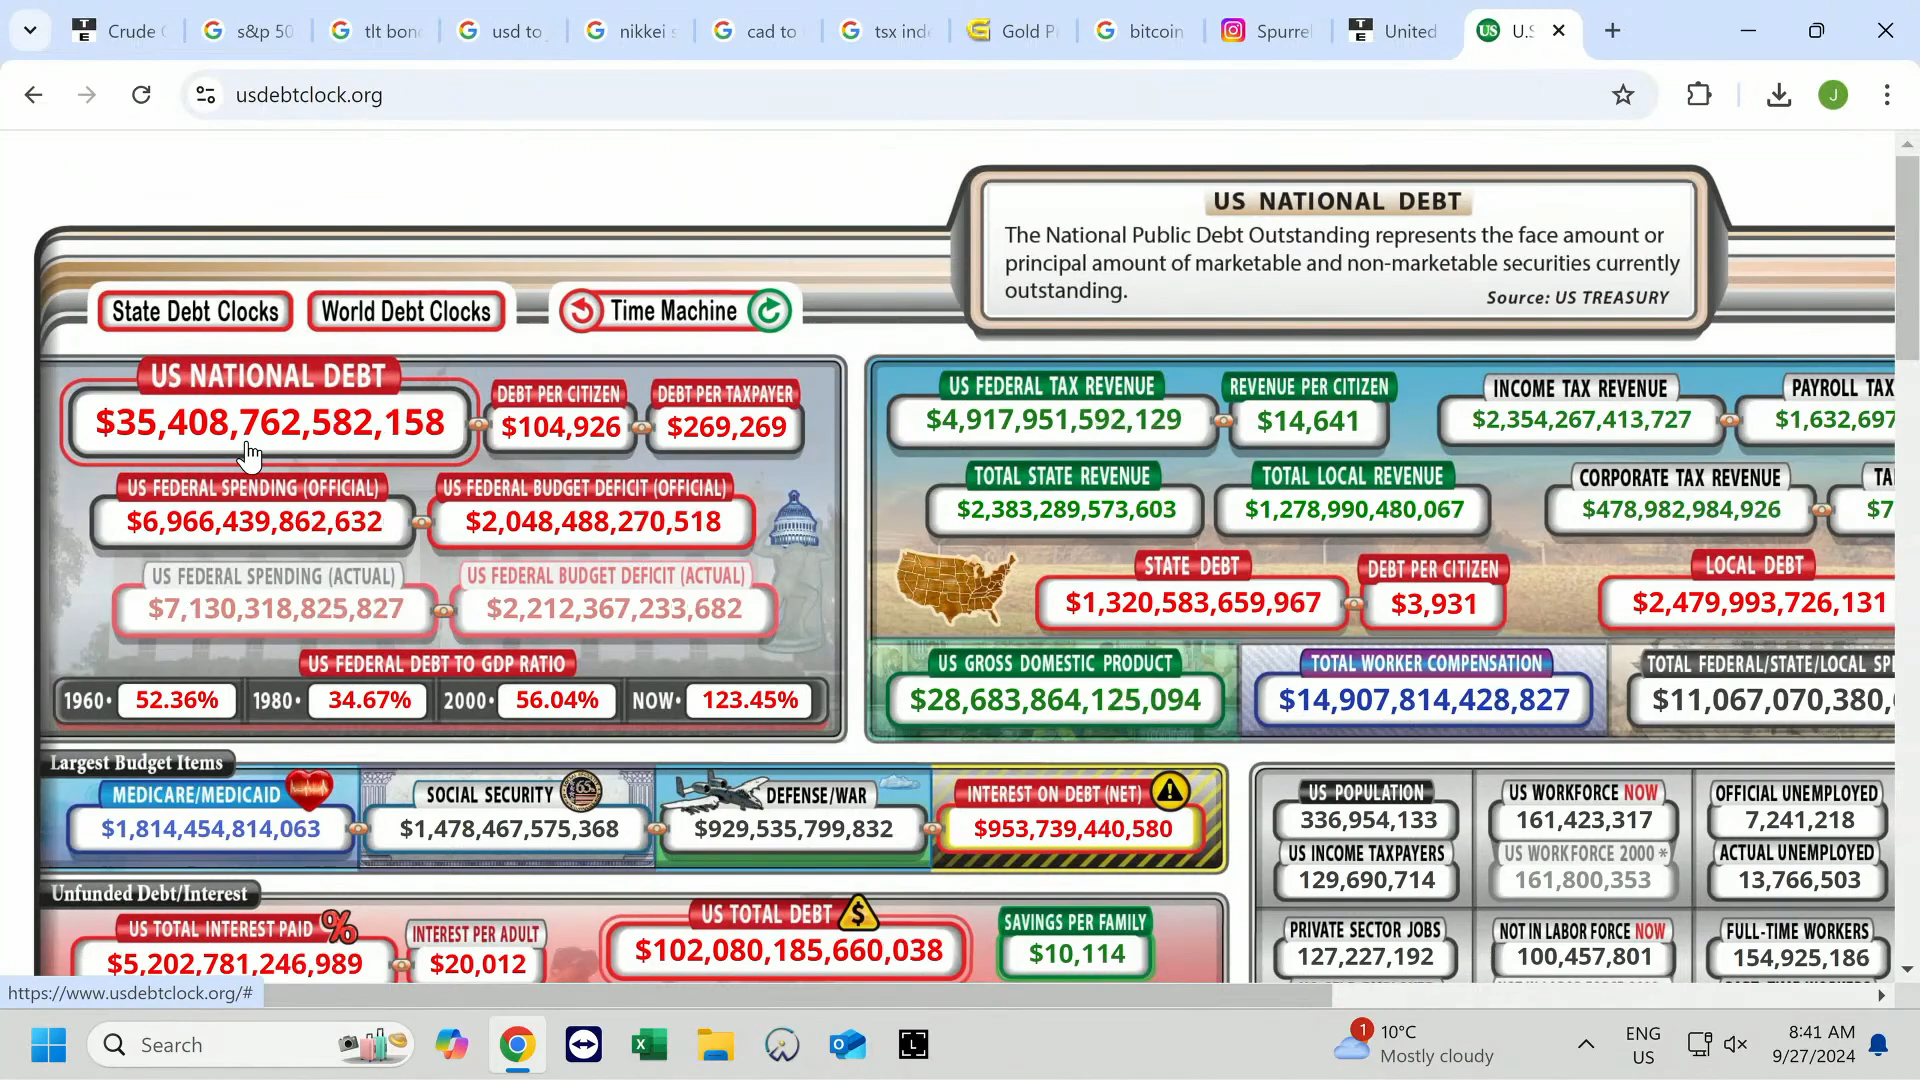 Crude
s&p 50
tlt bon
usd to
nikkei s
cad to
tsx ind
Gold P
bitcoin
Spurre
United
U.S
usdebtclock.org
J
US NATIONAL DEBT
The National Public Debt Outstanding represents the face amount or
principal amount of marketable and non-marketable securities currently
outstanding.
Source: US TREASURY
State Debt Clocks
World Debt Clocks
Time Machine
US NATIONAL DEBT
$35,408,762,582,158
DEBT PER CITIZEN
$104,926
DEBT PER TAXPAYER
$269,269
US FEDERAL SPENDING (OFFICIAL)
$6,966,439,862,632
US FEDERAL BUDGET DEFICIT (OFFICIAL)
$2,048,488,270,518
US FEDERAL SPENDING (ACTUAL)
$7,130,318,825,827
US FEDERAL BUDGET DEFICIT (ACTUAL)
$2,212,367,233,682
US FEDERAL DEBT TO GDP RATIO
1960• 52.36% 1980• 34.67% 2000• 56.04% NOW• 123.45%
US FEDERAL TAX REVENUE
$4,917,951,592,129
REVENUE PER CITIZEN
$14,641
INCOME TAX REVENUE
$2,354,267,413,727
PAYROLL TAX
$1,632,697
TOTAL STATE REVENUE
$2,383,289,573,603
TOTAL LOCAL REVENUE
$1,278,990,480,067
CORPORATE TAX REVENUE
$478,982,984,926
TA
$7
STATE DEBT
$1,320,583,659,967
DEBT PER CITIZEN
$3,931
LOCAL DEBT
$2,479,993,726,131
US GROSS DOMESTIC PRODUCT
$28,683,864,125,094
TOTAL WORKER COMPENSATION
$14,907,814,428,827
TOTAL FEDERAL/STATE/LOCAL SP
$11,067,070,380,
Largest Budget Items
MEDICARE/MEDICAID
$1,814,454,814,063
SOCIAL SECURITY
$1,478,467,575,368
DEFENSE/WAR
$929,535,799,832
INTEREST ON DEBT (NET)
$953,739,440,580
US POPULATION
336,954,133
US WORKFORCE NOW
161,423,317
OFFICIAL UNEMPLOYED
7,241,218
US INCOME TAXPAYERS
129,690,714
US WORKFORCE 2000 *
161,800,353
ACTUAL UNEMPLOYED
13,766,503
Unfunded Debt/Interest
US TOTAL INTEREST PAID %
$5,202,781,246,989
INTEREST PER ADULT
$20,012
US TOTAL DEBT $
$102,080,185,660,038
SAVINGS PER FAMILY
$10,114
PRIVATE SECTOR JOBS
127,227,192
NOT IN LABOR FORCE NOW
100,457,801
FULL-TIME WORKERS
154,925,186
https://www.usdebtclock.org/#
Search
1
10°C
Mostly cloudy
ENG
US
8:41 AM
9/27/2024